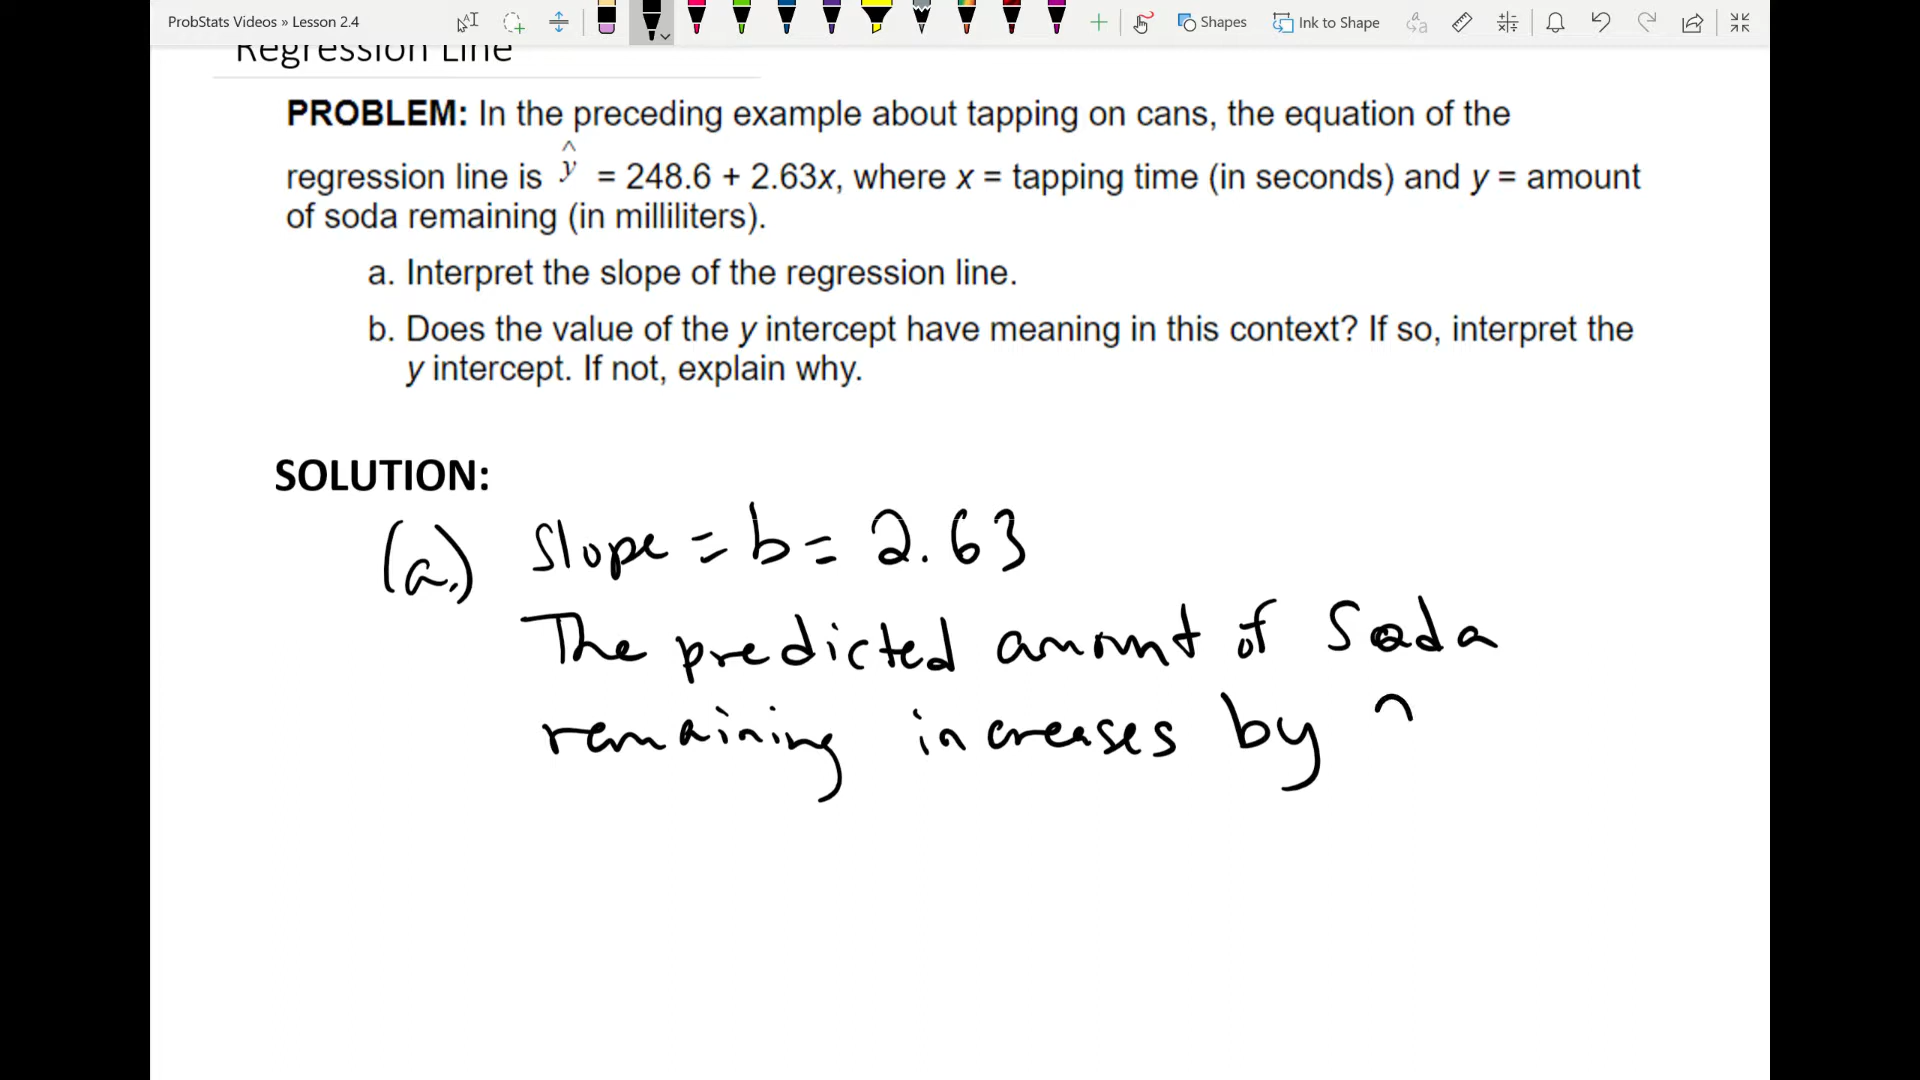 ProbStats Videos » Lesson 2.4
Shapes
Ink to Shape
Regression Line
PROBLEM: In the preceding example about tapping on cans, the equation of the
regression line is ŷ = 248.6 + 2.63x, where x = tapping time (in seconds) and y = amount
of soda remaining (in milliliters).
a. Interpret the slope of the regression line.
b. Does the value of the y intercept have meaning in this context? If so, interpret the
y intercept. If not, explain why.
SOLUTION:
(a.) slope = b = 2.63
The predicted amount of Soda
remaining increases by